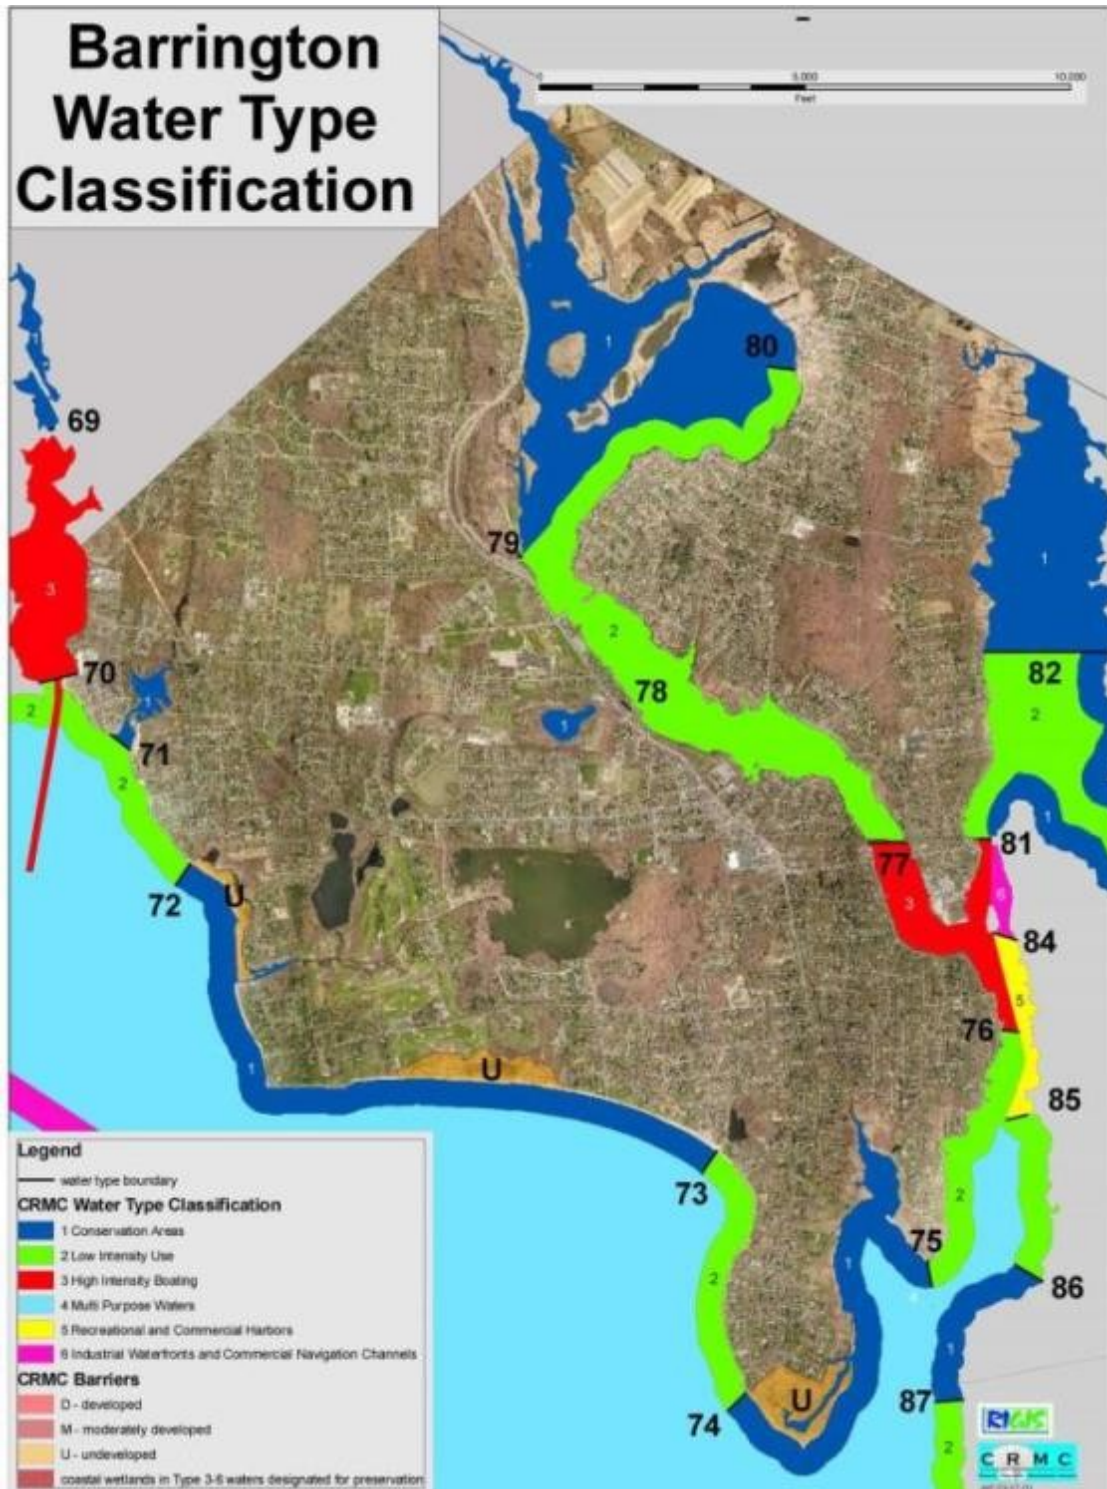 Barrington
Water Type
Classification
0 5,000 10,000
Feet
1
80
1
69
3
79
1
2
70
1
78
82
2
71
1
2
2
1
81
77
72
U
3
6
84
5
76
1
U
85
73
2
75
2
1
86
4
1
U
87
74
2
Legend
water type boundary
CRMC Water Type Classification
1 Conservation Areas
2 Low Intensity Use
3 High Intensity Boating
4 Multi Purpose Waters
5 Recreational and Commercial Harbors
6 Industrial Waterfronts and Commercial Navigation Channels
CRMC Barriers
D - developed
M - moderately developed
U - undeveloped
coastal wetlands in Type 3-6 waters designated for preservation
RIGIS
CRMC